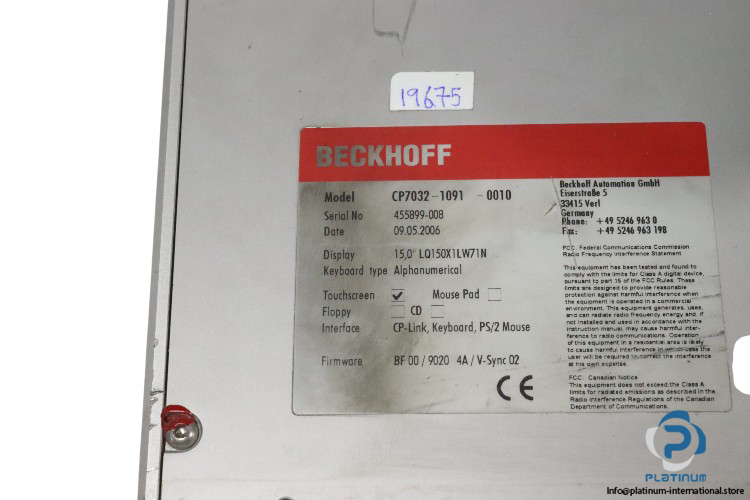 19675
BECKHOFF
Model CP7032-1091 -0010
Serial No 455899-008
Date 09.05.2006
Display 15,0" LQ150X1LW71N
Keyboard type Alphanumerical
Touchscreen ✓ Mouse Pad
Floppy CD
Interface CP-Link, Keyboard, PS/2 Mouse
Firmware BF 00 / 9020 4A / V-Sync 02
CE
Beckhoff Automation GmbH
Eiserstraße 5
33415 Verl
Germany
Phone: +49 5246 963 0
Fax: +49 5246 963 198
FCC: Federal Communications Commission
Radio Frequency Interference Statement
This equipment has been tested and found to
comply with the limits for a Class A digital device,
pursuant to part 15 of the FCC Rules. These
limits are designed to provide reasonable
protection against harmful interference when
the equipment is operated in a commercial
environment. This equipment generates, uses,
and can radiate radio frequency energy and, if
not installed and used in accordance with the
instruction manual, may cause harmful inter-
ference to radio communications. Operation
of this equipment in a residential area is likely
to cause harmful interference in which case the
user will be required to correct the interference
at his own expense.
FCC: Canadian Notice
This equipment does not exceed the Class A
limits for radiated emissions as described in the
Radio Interference Regulations of the Canadian
Department of Communications.
PLATINUM
INTERNATIONAL
info@platinum-international.store